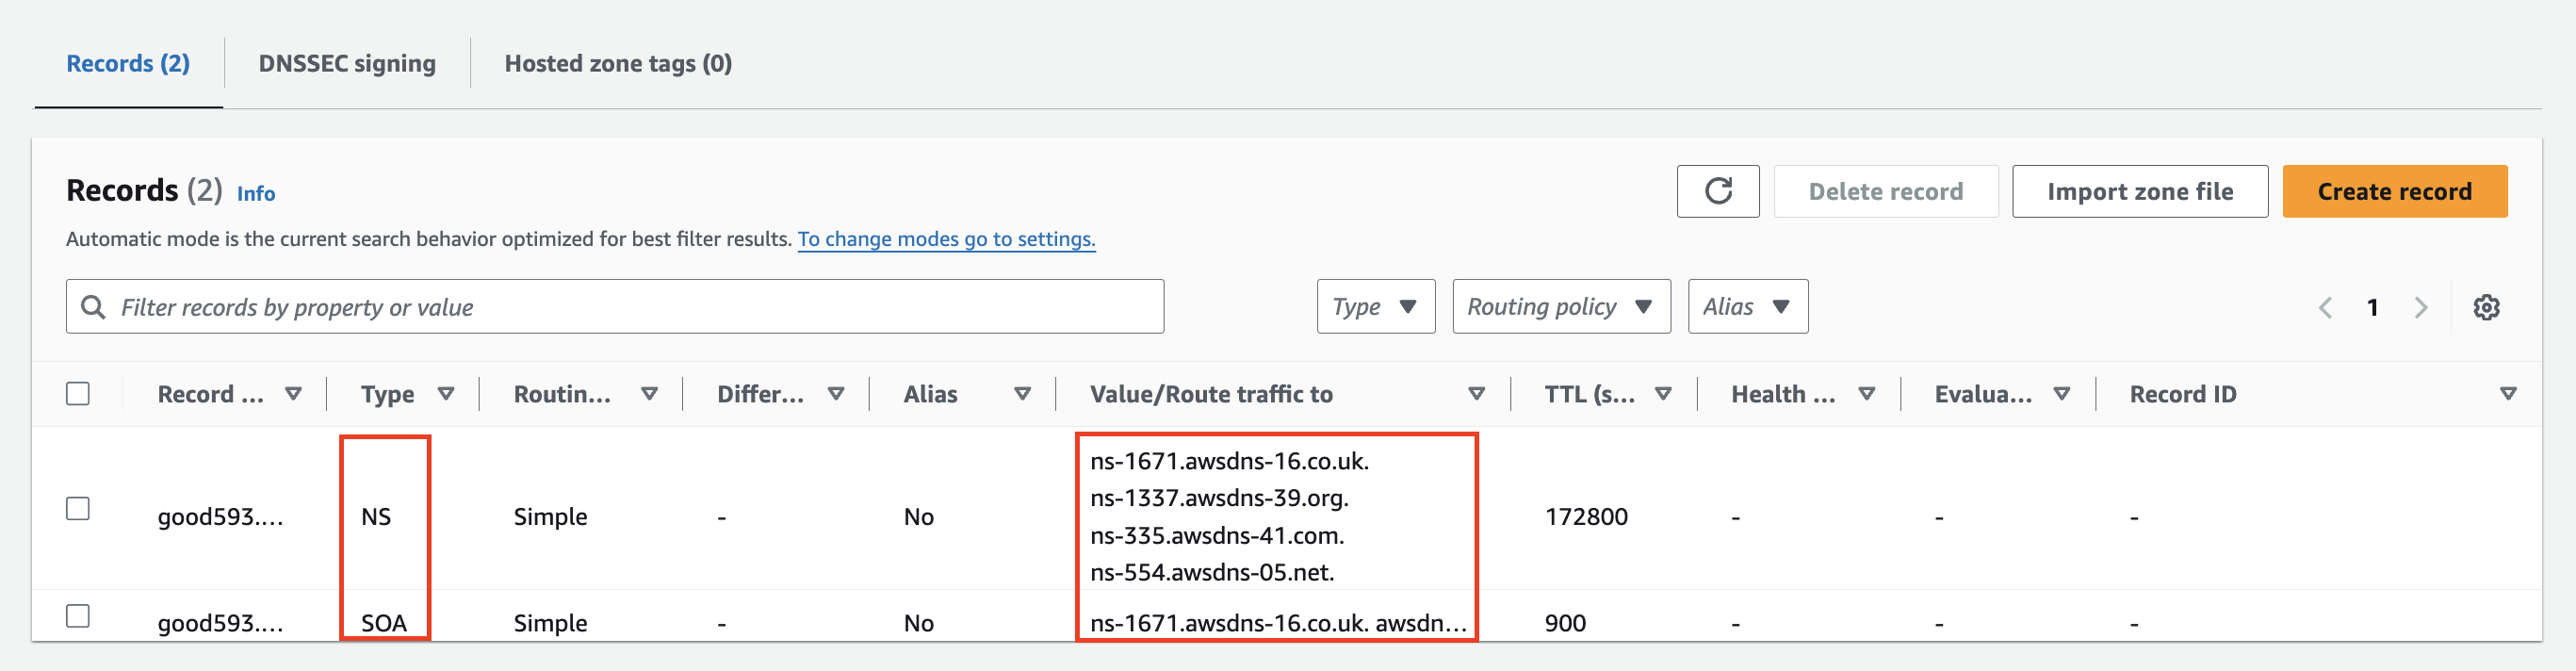 Records (2) DNSSEC signing Hosted zone tags (0)
Records (2) Info
Delete record Import zone file Create record
Automatic mode is the current search behavior optimized for best filter results. To change modes go to settings.
Filter records by property or value Type Routing policy Alias 1
Record ... Type Routin... Differ... Alias Value/Route traffic to TTL (s... Health ... Evalua... Record ID
ns-1671.awsdns-16.co.uk.
ns-1337.awsdns-39.org.
good593.... NS Simple - No 172800 - - -
ns-335.awsdns-41.com.
ns-554.awsdns-05.net.
good593.... SOA Simple - No ns-1671.awsdns-16.co.uk. awsdn... 900 - - -